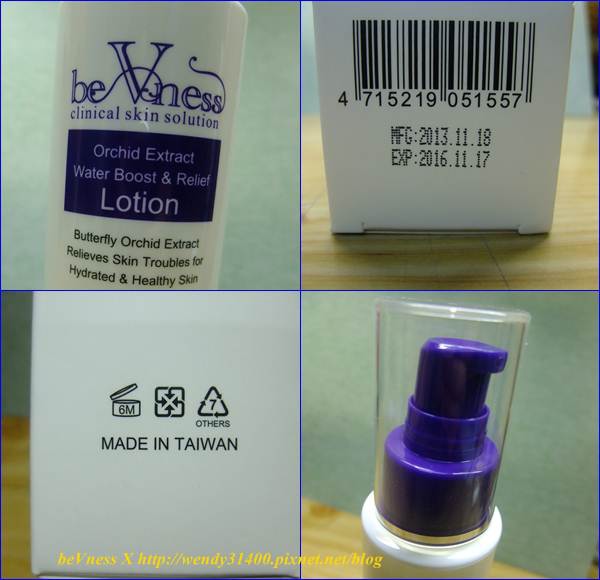 beVness
clinical skin solution
Orchid Extract
Water Boost & Relief
Lotion
Butterfly Orchid Extract
Relieves Skin Troubles for
Hydrated & Healthy Skin
4 715219 051557
MFG:2013.11.18
EXP:2016.11.17
6M
7
OTHERS
MADE IN TAIWAN
beVness X http://wendy31400.pixnet.net/blog